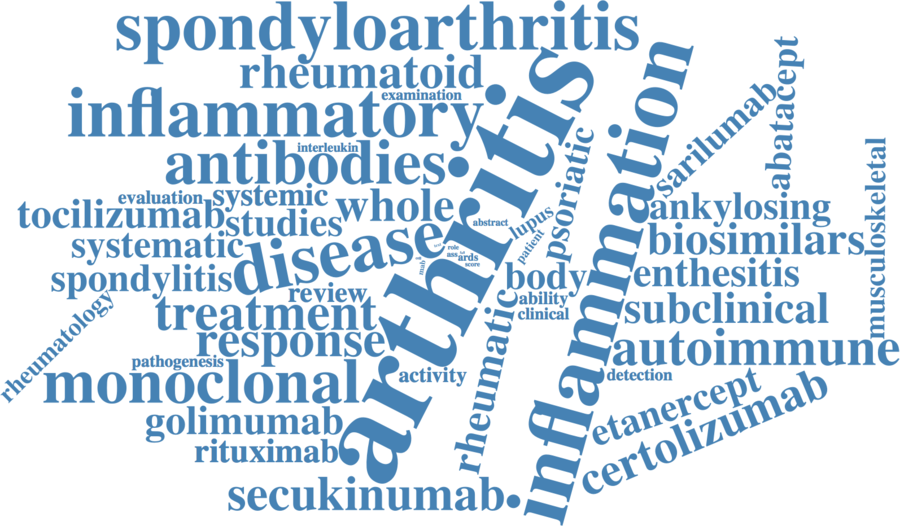 spondyloarthritis
rheumatoid
examination
inflammatory
interleukin
antibodies
arthritis
inflammation
abatacept
sarilumab
musculoskeletal
psoriatic
evaluation
systemic
tocilizumab
studies
whole
abstract
lupus
patient
ankylosing
biosimilars
systematic
disease
role
ass
ards
score
mab
spondylitis
review
body
enthesitis
ability
clinical
subclinical
rheumatology
treatment
response
rheumatic
autoimmune
pathogenesis
monoclonal
activity
detection
golimumab
etanercept
certolizumab
rituximab
secukinumab